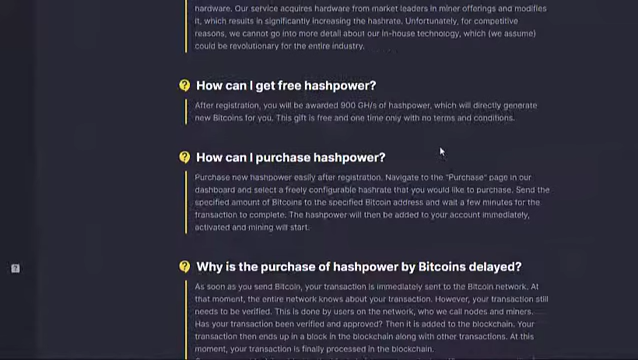 hardware. Our service acquires hardware from market leaders in miner offerings and modifies
it, which results in significantly increasing the hashrate. Unfortunately, for competitive
reasons, we cannot go into more detail about our in-house technology, which (we assume)
could be revolutionary for the entire industry.
How can I get free hashpower?
After registration, you will be awarded 900 GH/s of hashpower, which will directly generate
new Bitcoins for you. This gift is free and one time only with no terms and conditions.
How can I purchase hashpower?
Purchase new hashpower easily after registration. Navigate to the "Purchase" page in our
dashboard and select a freely configurable hashrate that you would like to purchase. Send the
specified amount of Bitcoins to the specified Bitcoin address and wait a few minutes for the
transaction to complete. The hashpower will then be added to your account immediately,
activated and mining will start.
Why is the purchase of hashpower by Bitcoins delayed?
As soon as you send Bitcoin, your transaction is immediately sent to the Bitcoin network. At
that moment, the entire network knows about your transaction. However, your transaction still
needs to be verified. This is done by users on the network, who we call nodes and miners.
Has your transaction been verified and approved? Then it is added to the blockchain. Your
transaction then ends up in a block in the blockchain along with other transactions. At this
moment, your transaction is finally processed in the blockchain.